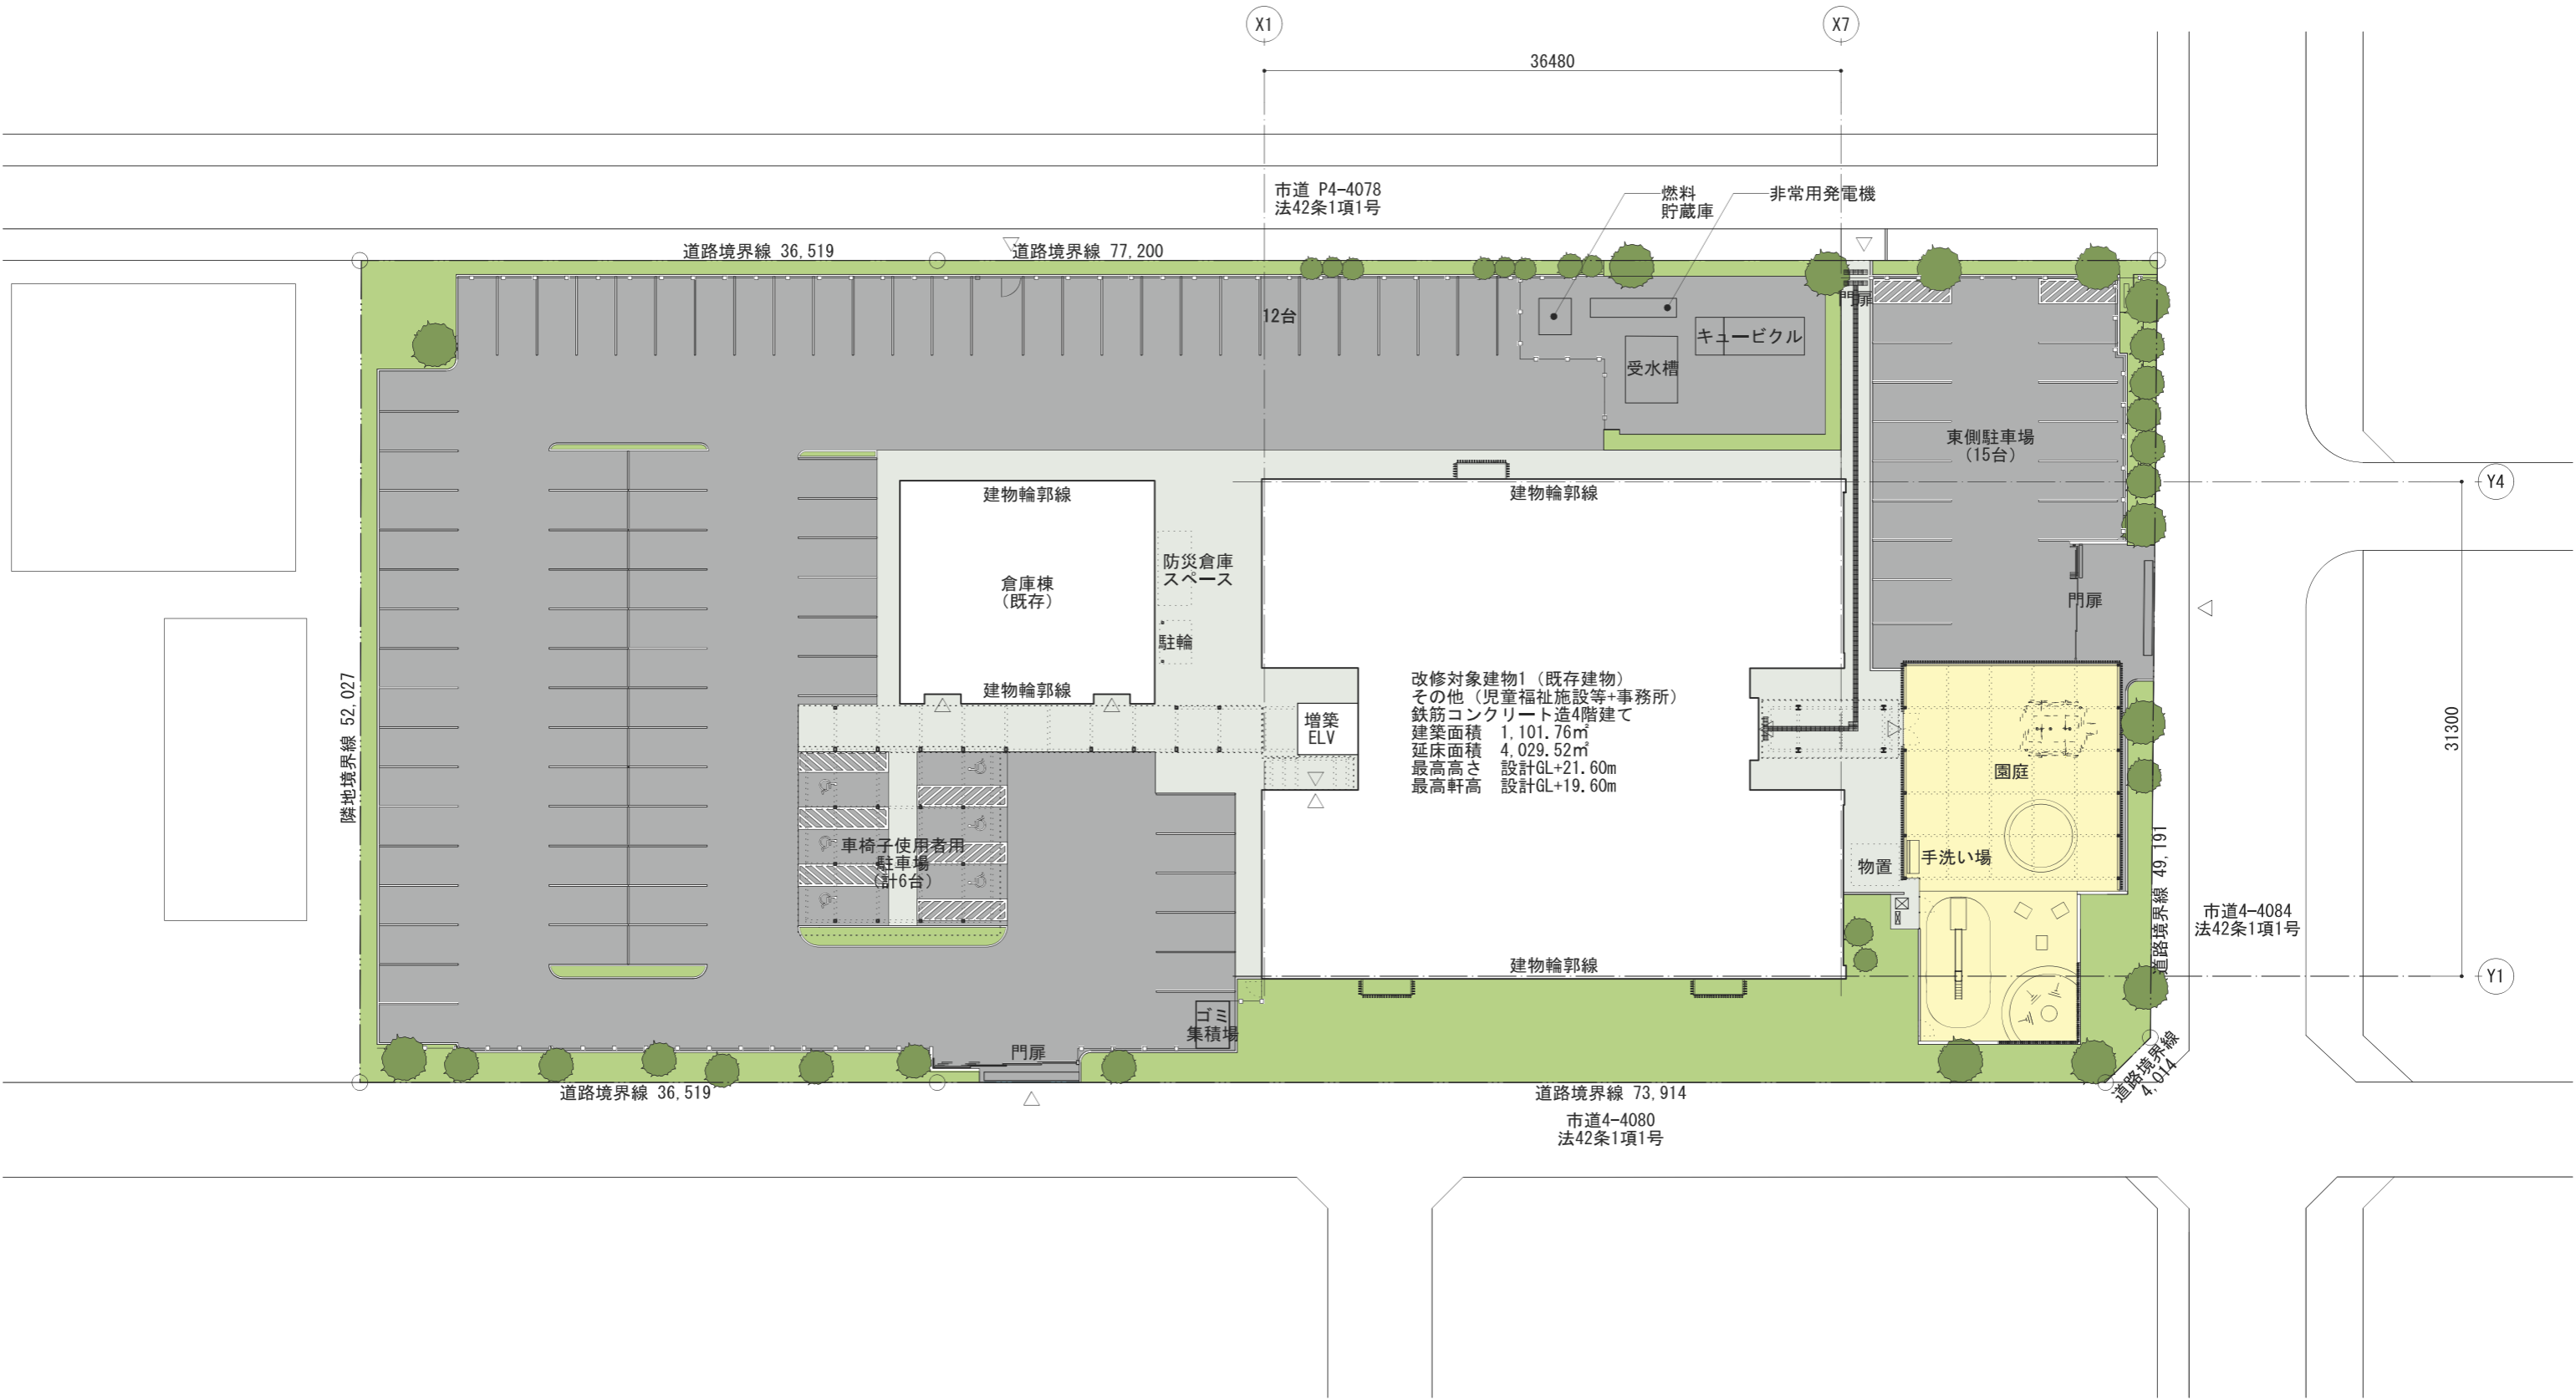 X1
X7
36480
市道 P4-4078
法42条1項1号
燃料
貯蔵庫
非常用発電機
道路境界線 36,519
道路境界線 77,200
門扉
12台
キュービクル
受水槽
東側駐車場
（15台）
Y4
建物輪郭線
建物輪郭線
防災倉庫
スペース
倉庫棟
（既存）
門扉
駐輪
隣地境界線 52,027
建物輪郭線
改修対象建物1（既存建物）
その他（児童福祉施設等+事務所）
鉄筋コンクリート造4階建て
建築面積 1,101.76㎡
延床面積 4,029.52㎡
最高高さ 設計GL+21.60m
最高軒高 設計GL+19.60m
増築
ELV
園庭
31300
車椅子使用者用
駐車場
（計6台）
物置
手洗い場
道路境界線 49,191
市道4-4084
法42条1項1号
建物輪郭線
Y1
ゴミ
集積場
門扉
道路境界線 36,519
道路境界線 73,914
道路境界線
4,014
市道4-4080
法42条1項1号